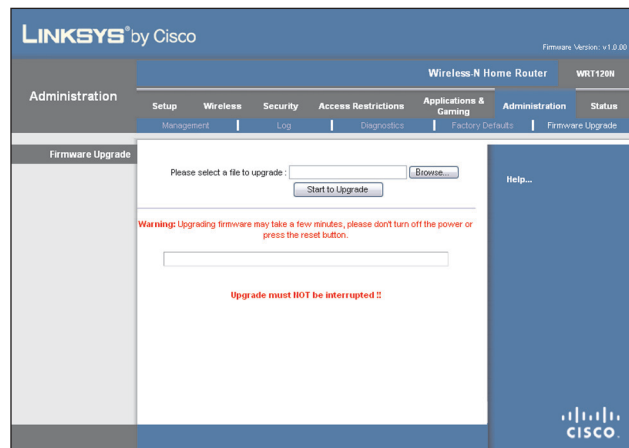 LINKSYS® by Cisco
Firmware Version: v1.0.00
Wireless-N Home Router WRT120N
Administration
Setup Wireless Security Access Restrictions Applications & Gaming Administration Status
Management Log Diagnostics Factory Defaults Firmware Upgrade
Firmware Upgrade
Please select a file to upgrade : Browse...
Start to Upgrade
Help...
Warning: Upgrading firmware may take a few minutes, please don't turn off the power or
press the reset button.
Upgrade must NOT be interrupted !!
CISCO.